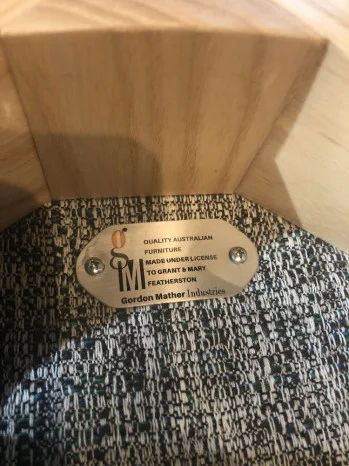 gM
QUALITY AUSTRALIAN
FURNITURE
MADE UNDER LICENSE
TO GRANT & MARY
FEATHERSTON
Gordon Mather Industries